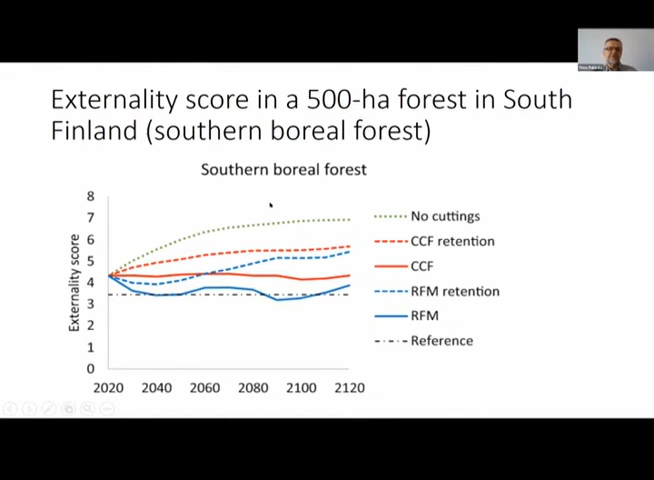 Externality score in a 500-ha forest in South
Finland (southern boreal forest)
Southern boreal forest
Externality score
8
7
6
5
4
3
2
1
0
2020 2040 2060 2080 2100 2120
No cuttings
CCF retention
CCF
RFM retention
RFM
Reference